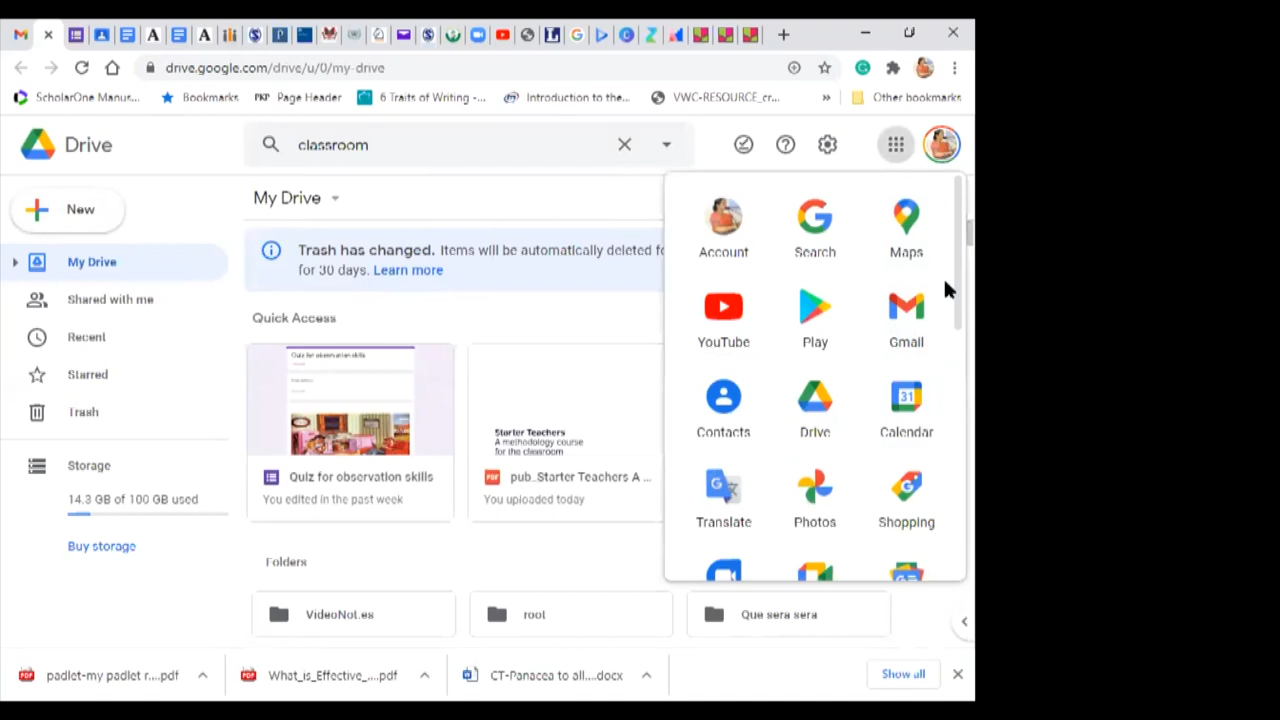 drive.google.com/drive/u/0/my-drive
ScholarOne Manus...
Bookmarks
PKP Page Header
6 Traits of Writing -...
Introduction to the...
VWC-RESOURCE_cr...
»
Other bookmarks
Drive
classroom
New
My Drive
Trash has changed. Items will be automatically deleted fo
for 30 days. Learn more
My Drive
Shared with me
Recent
Starred
Trash
Storage
14.3 GB of 100 GB used
Buy storage
Quick Access
Quiz for observation skills
Quiz for observation skills
You edited in the past week
Starter Teachers
A methodology course
for the classroom
PDF
pub_Starter Teachers A ...
You uploaded today
Folders
VideoNot.es
root
Que sera sera
Account
Search
Maps
YouTube
Play
Gmail
Contacts
Drive
31
Calendar
Translate
Photos
Shopping
padlet-my padlet r....pdf
What_is_Effective_....pdf
CT-Panacea to all....docx
Show all